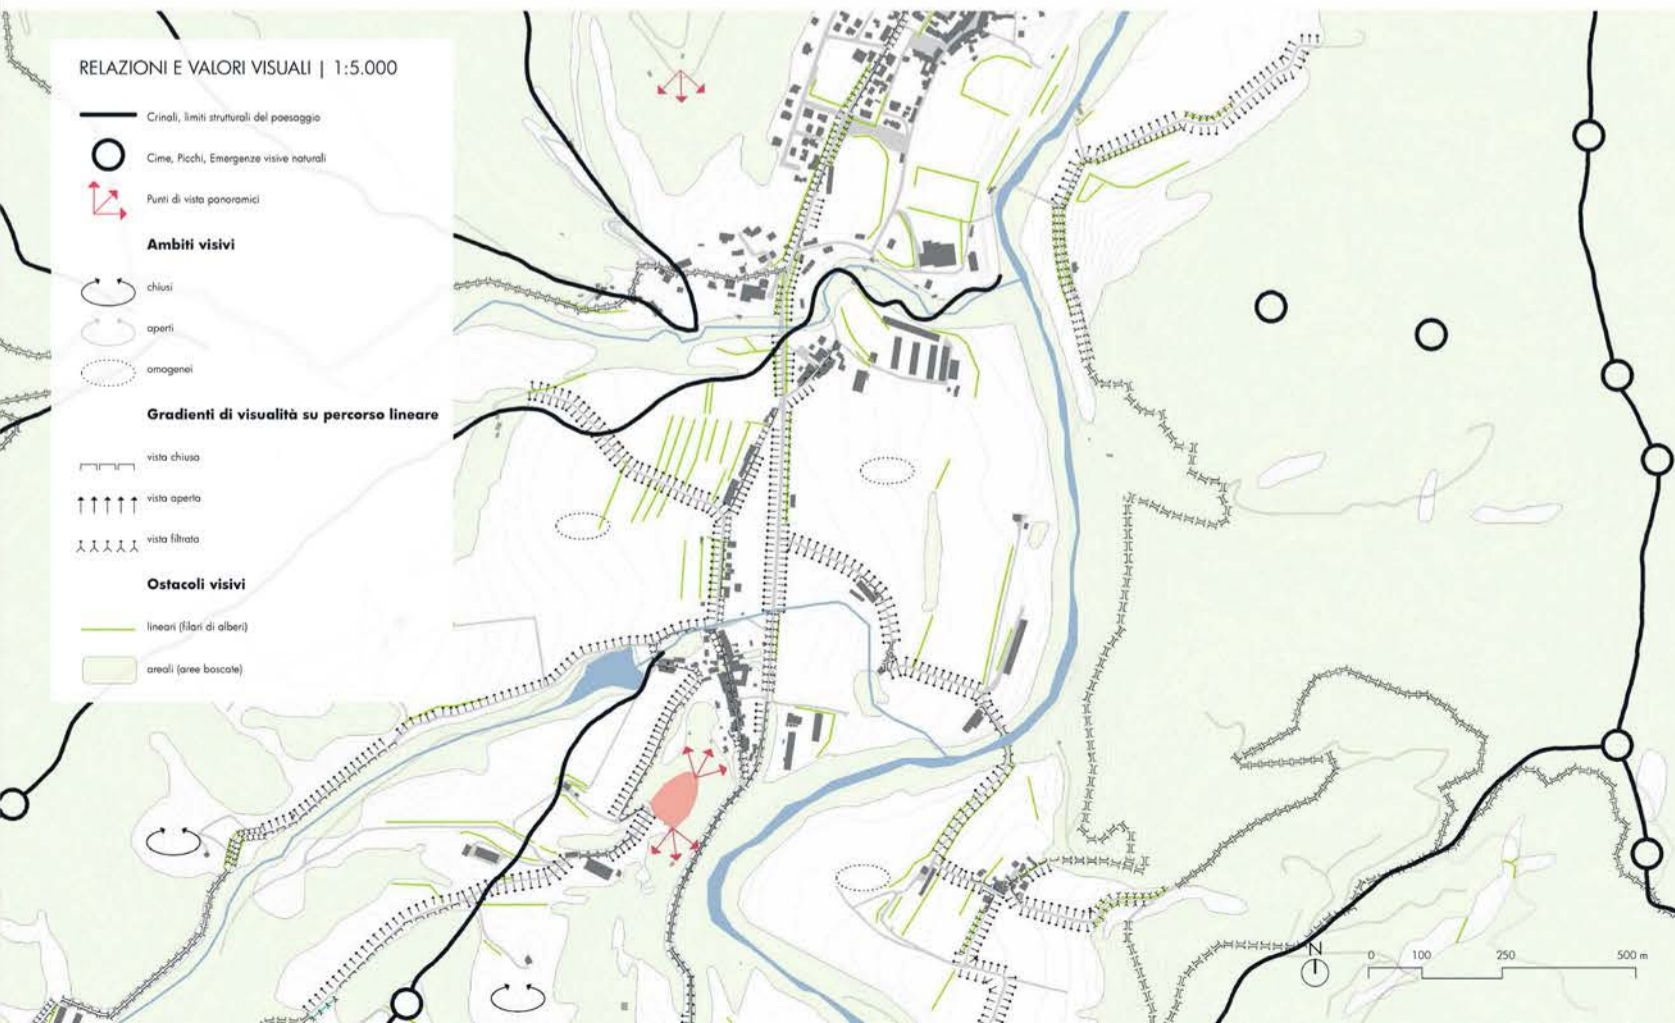 RELAZIONI E VALORI VISUALI | 1:5.000
Crinali, limiti strutturali del paesaggio
Cime, Picchi, Emergenze visive naturali
Punti di vista panoramici
Ambiti visivi
chiusi
aperti
omogenei
Gradienti di visualità su percorso lineare
vista chiusa
vista aperta
vista filtrata
Ostacoli visivi
lineari (filari di alberi)
areali (aree boscate)
N
0 100 250 500 m